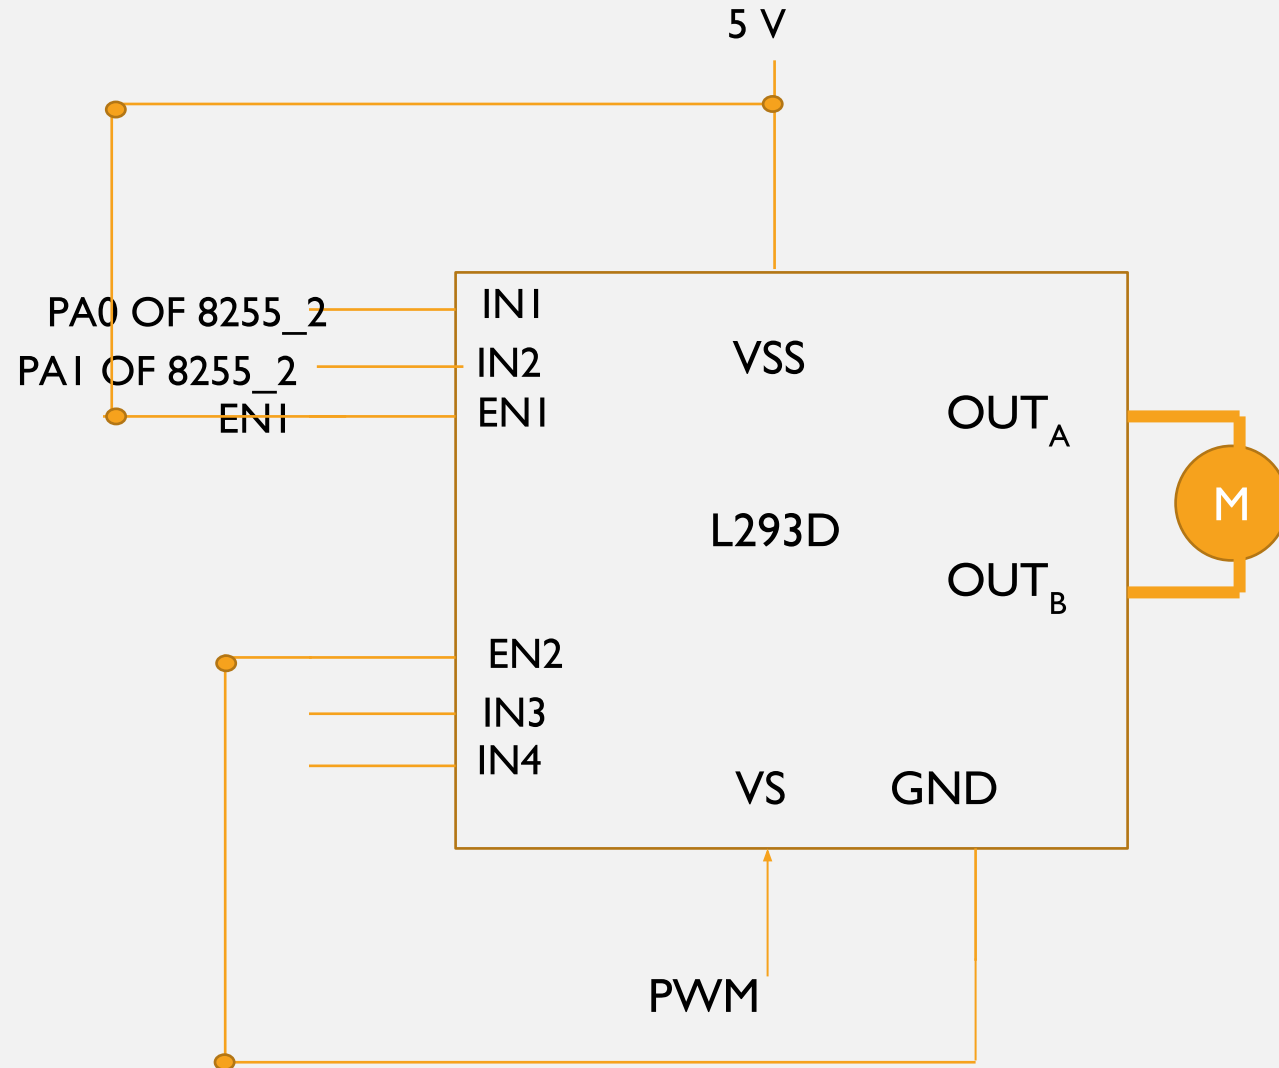 5 V
PA0 OF 8255_2
IN1
PA1 OF 8255_2
IN2
VSS
EN1
EN1
OUTA
M
L293D
OUTB
EN2
IN3
IN4
VS
GND
PWM